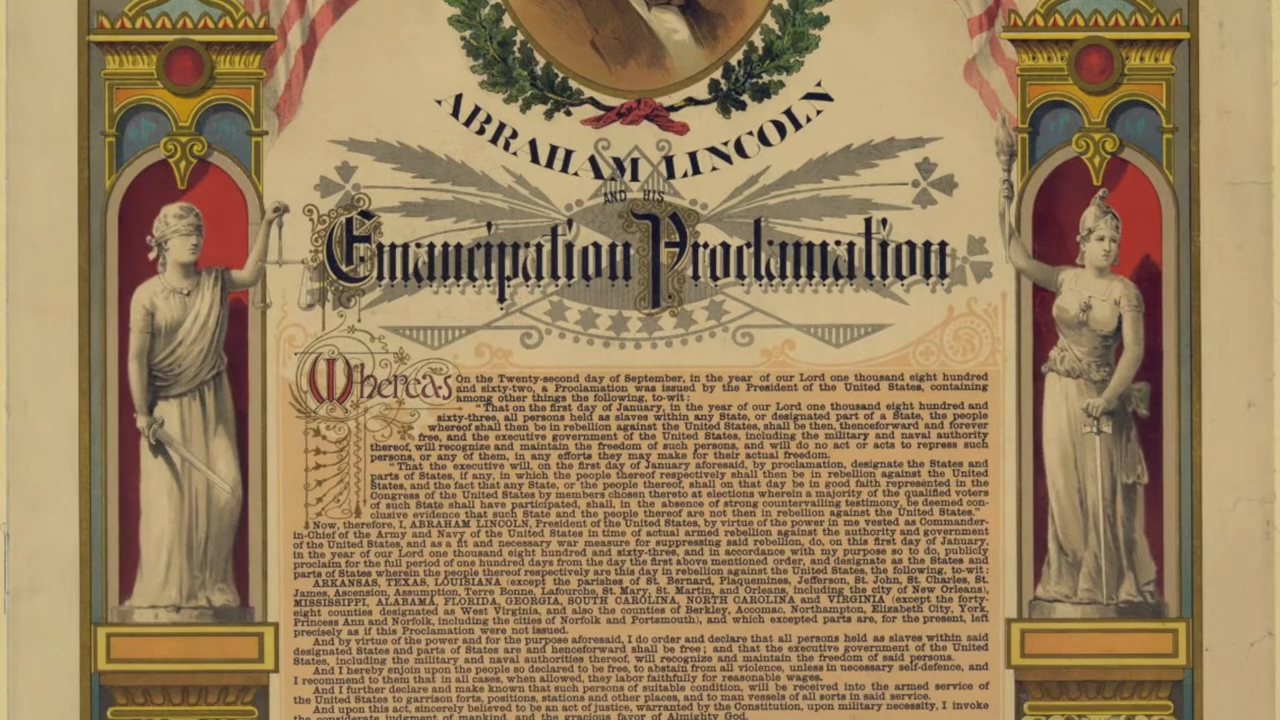 ABRAHAM LINCOLN
AND HIS
Emancipation Proclamation
Whereas On the Twenty-second day of September, in the year of our Lord one thousand eight hundred
and sixty-two, a Proclamation was issued by the President of the United States, containing
among other things the following, to-wit:
"That on the first day of January, in the year of our Lord one thousand eight hundred and
sixty-three, all persons held as slaves within any State, or designated part of a State, the people
whereof shall then be in rebellion against the United States, shall be then, thenceforward and forever
free, and the executive government of the United States, including the military and naval authority
thereof, will recognize and maintain the freedom of such persons, and will do no act or acts to repress such
persons, or any of them, in any efforts they may make for their actual freedom.
"That the executive will, on the first day of January aforesaid, by proclamation, designate the States and
parts of States, if any, in which the people thereof respectively shall then be in rebellion against the United
States, and the fact that any State, or the people thereof, shall on that day be in good faith represented in the
Congress of the United States by members chosen thereto at elections wherein a majority of the qualified voters
of such State shall have participated, shall, in the absence of strong countervailing testimony, be deemed con-
clusive evidence that such State and the people thereof are not then in rebellion against the United States."
Now, therefore, I, ABRAHAM LINCOLN, President of the United States, by virtue of the power in me vested as Commander-
in-Chief of the Army and Navy of the United States in time of actual armed rebellion against the authority and government
of the United States, and as a fit and necessary war measure for suppressing said rebellion, do, on this first day of January,
in the year of our Lord one thousand eight hundred and sixty-three, and in accordance with my purpose so to do, publicly
proclaim for the full period of one hundred days from the day the first above mentioned order, and designate as the States and
parts of States wherein the people thereof respectively are this day in rebellion against the United States, the following, to-wit:
ARKANSAS, TEXAS, LOUISIANA (except the parishes of St. Bernard, Plaquemines, Jefferson, St. John, St. Charles, St.
James, Ascension, Assumption, Terre Bonne, Lafourche, St. Mary, St. Martin, and Orleans, including the city of New Orleans),
MISSISSIPPI, ALABAMA, FLORIDA, GEORGIA, SOUTH CAROLINA, NORTH CAROLINA and VIRGINIA (except the forty-
eight counties designated as West Virginia, and also the counties of Berkley, Accomac, Northampton, Elizabeth City, York,
Princess Ann and Norfolk, including the cities of Norfolk and Portsmouth), and which excepted parts are, for the present, left
precisely as if this Proclamation were not issued.
And by virtue of the power and for the purpose aforesaid, I do order and declare that all persons held as slaves within said
designated States and parts of States are and henceforward shall be free; and that the executive government of the United
States, including the military and naval authorities thereof, will recognize and maintain the freedom of said persons.
And I hereby enjoin upon the people so declared to be free, to abstain from all violence, unless in necessary self-defence, and
I recommend to them that in all cases, when allowed, they labor faithfully for reasonable wages.
And I further declare and make known that such persons of suitable condition, will be received into the armed service of
the United States to garrison forts, positions, stations and other places, and to man vessels of all sorts in said service.
And upon this act, sincerely believed to be an act of justice, warranted by the Constitution, upon military necessity, I invoke
the considerate judgment of mankind, and the gracious favor of Almighty God.